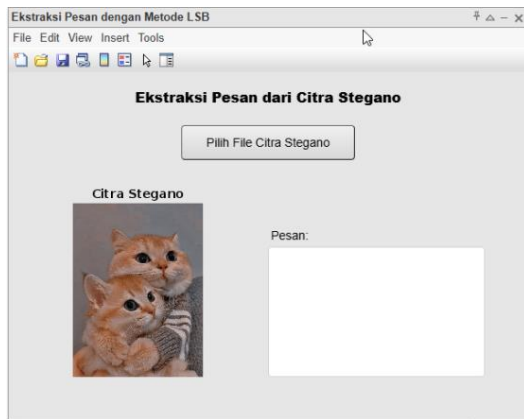 Ekstraksi Pesan dengan Metode LSB
File Edit View Insert Tools
Ekstraksi Pesan dari Citra Stegano
Pilih File Citra Stegano
Citra Stegano
Pesan: